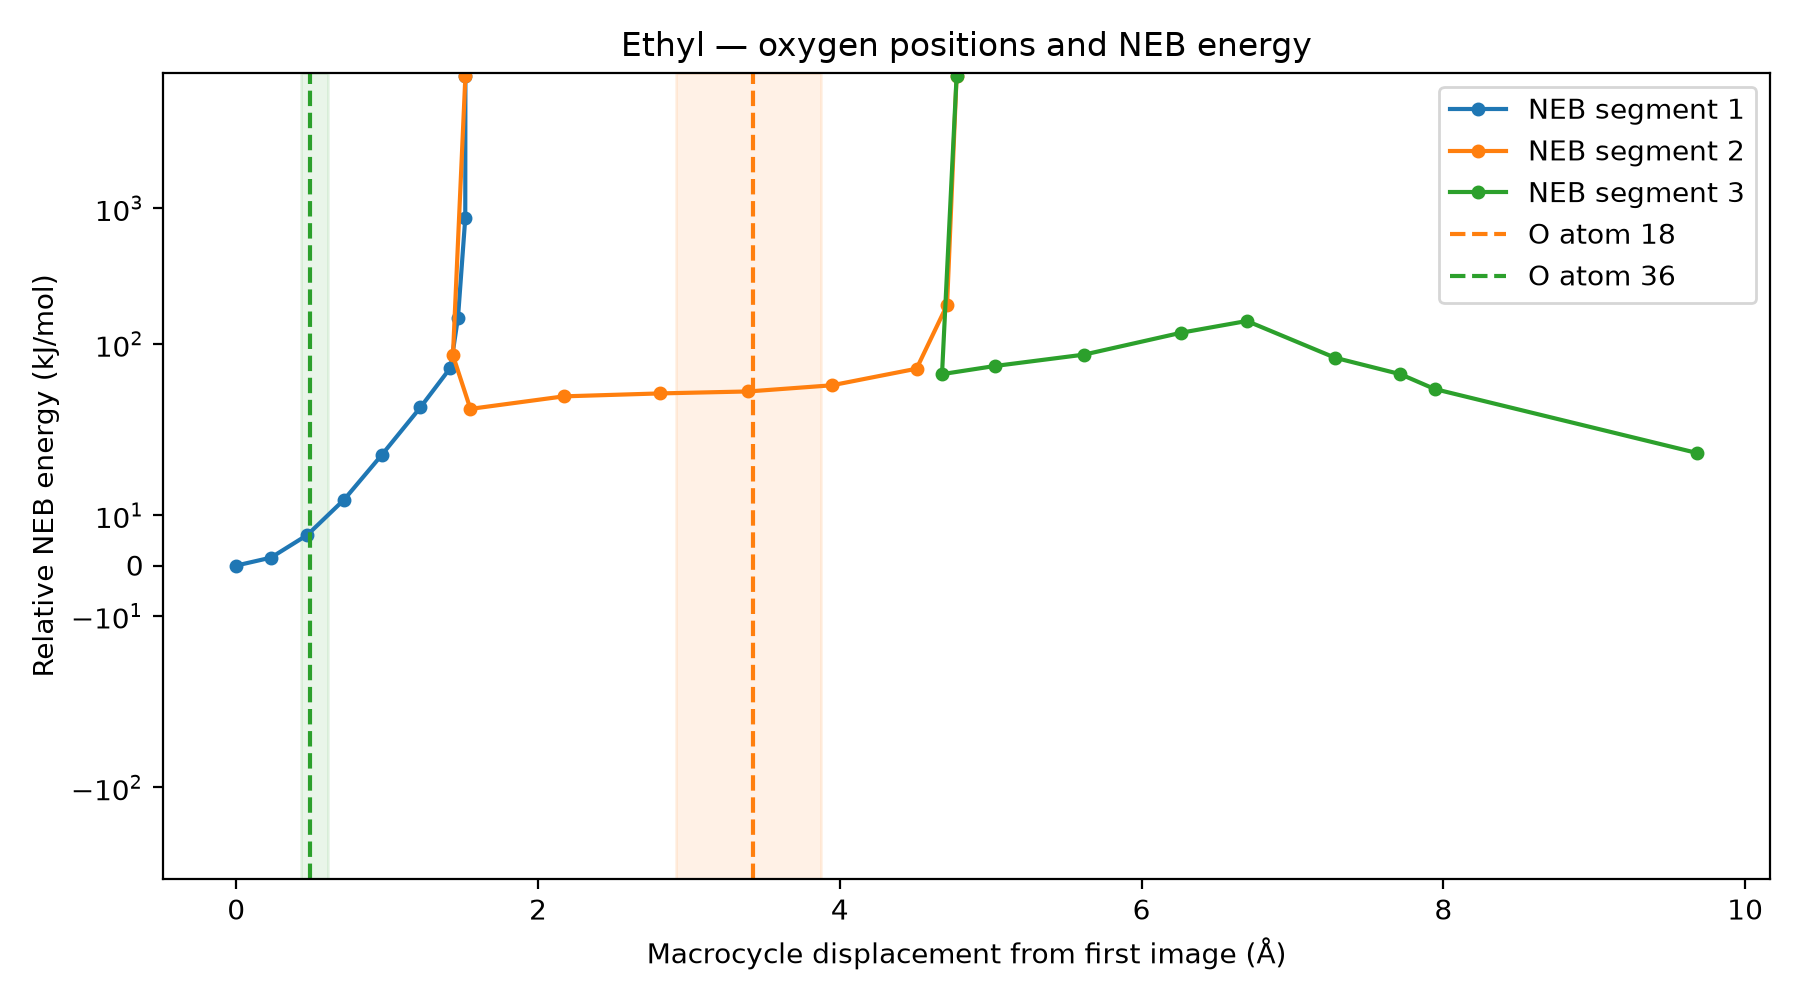 Ethyl — oxygen positions and NEB energy
Relative NEB energy (kJ/mol)
10³
10²
10¹
0
−10¹
−10²
NEB segment 1
NEB segment 2
NEB segment 3
O atom 18
O atom 36
0 2 4 6 8 10
Macrocycle displacement from first image (Å)